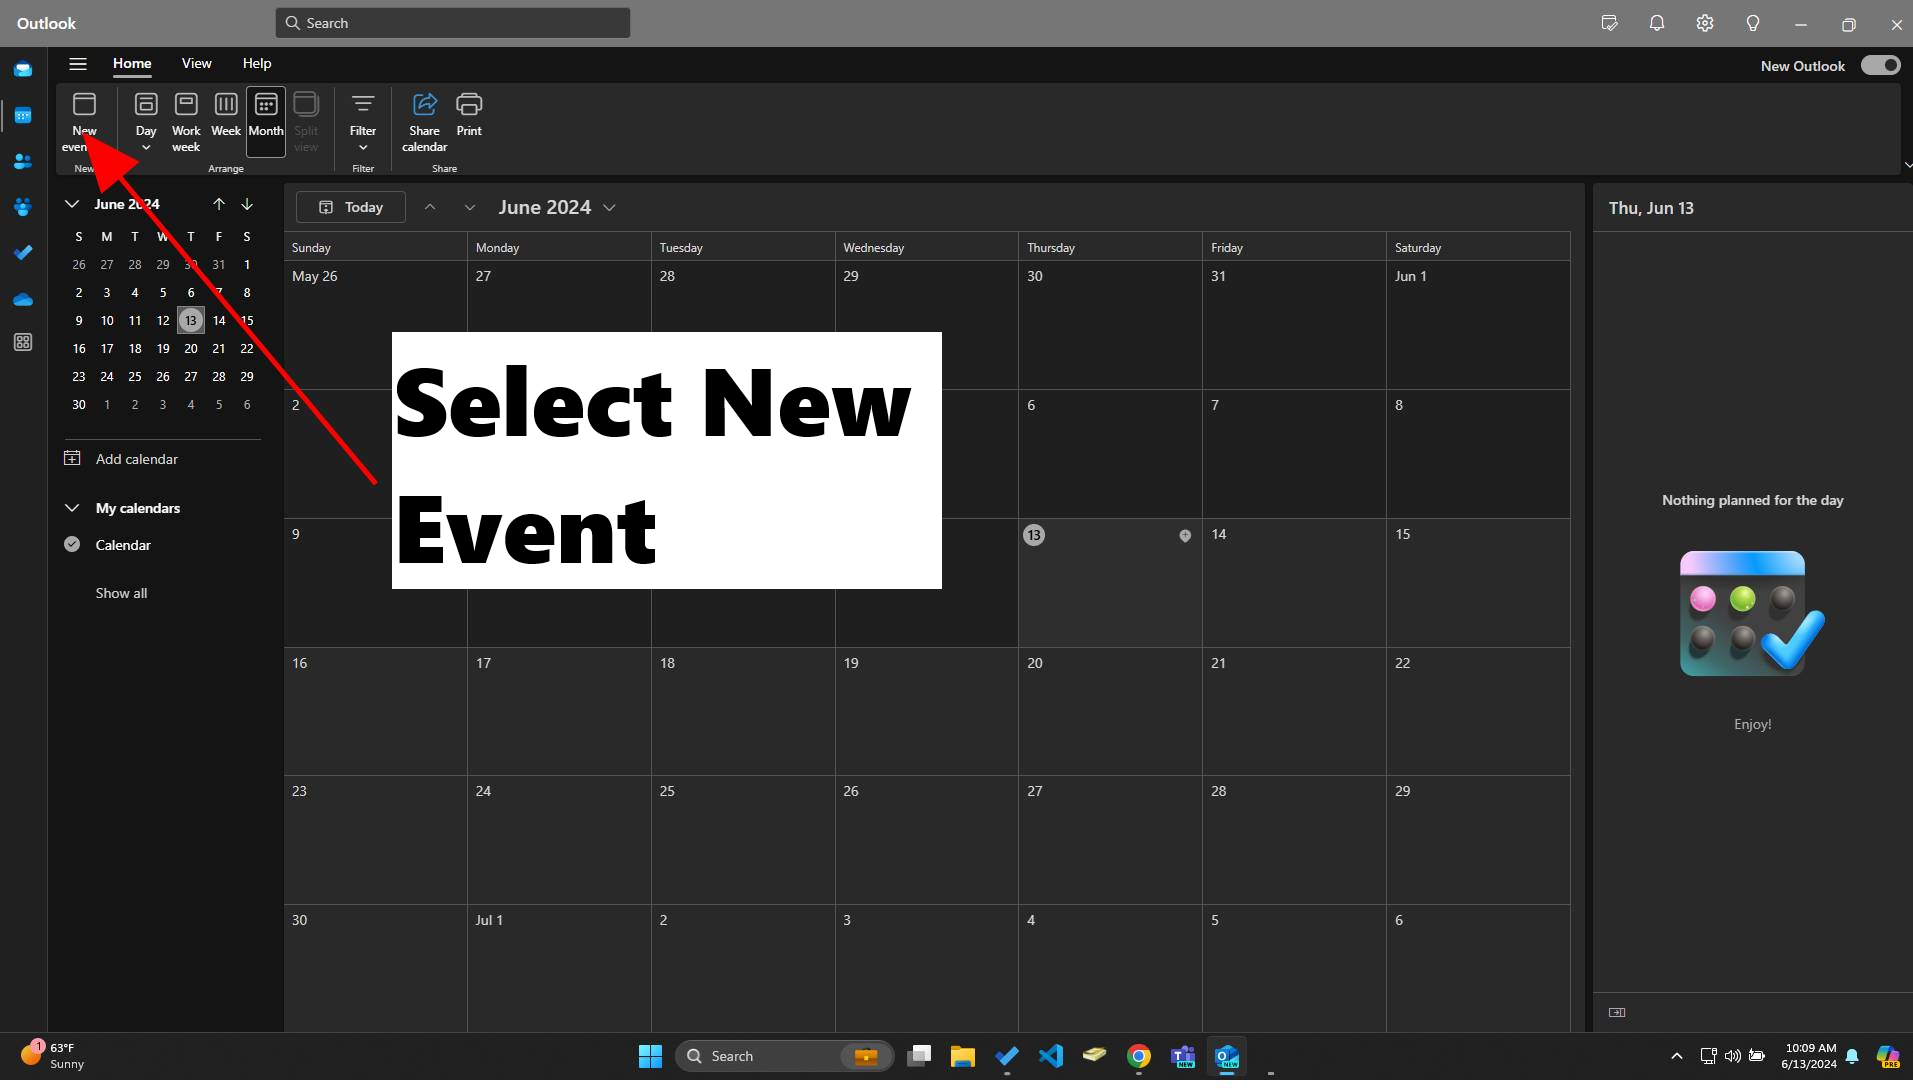 Outlook
Search
Home View Help
New Outlook
New
Day Work
week Week Month Split
view Filter Share
calendar Print
New Arrange Filter Share
June 2024
S M T W T F S
26 27 28 29 30 31 1
2 3 4 5 6 7 8
9 10 11 12 13 14 15
16 17 18 19 20 21 22
23 24 25 26 27 28 29
30 1 2 3 4 5 6
Add calendar
My calendars
Calendar
Show all
Today June 2024
Sunday Monday Tuesday Wednesday Thursday Friday Saturday
May 26 27 28 29 30 31 Jun 1
2 6 7 8
9 13 14 15
16 17 18 19 20 21 22
23 24 25 26 27 28 29
30 Jul 1 2 3 4 5 6
Select New
Event
Thu, Jun 13
Nothing planned for the day
Enjoy!
1
63°F
Sunny
Search
NEW
NEW
10:09 AM
6/13/2024
PRE